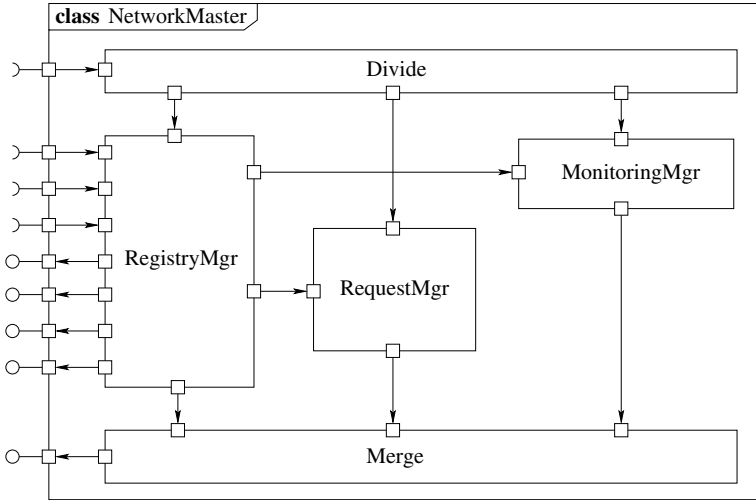 class NetworkMaster
Divide
MonitoringMgr
RegistryMgr
RequestMgr
Merge